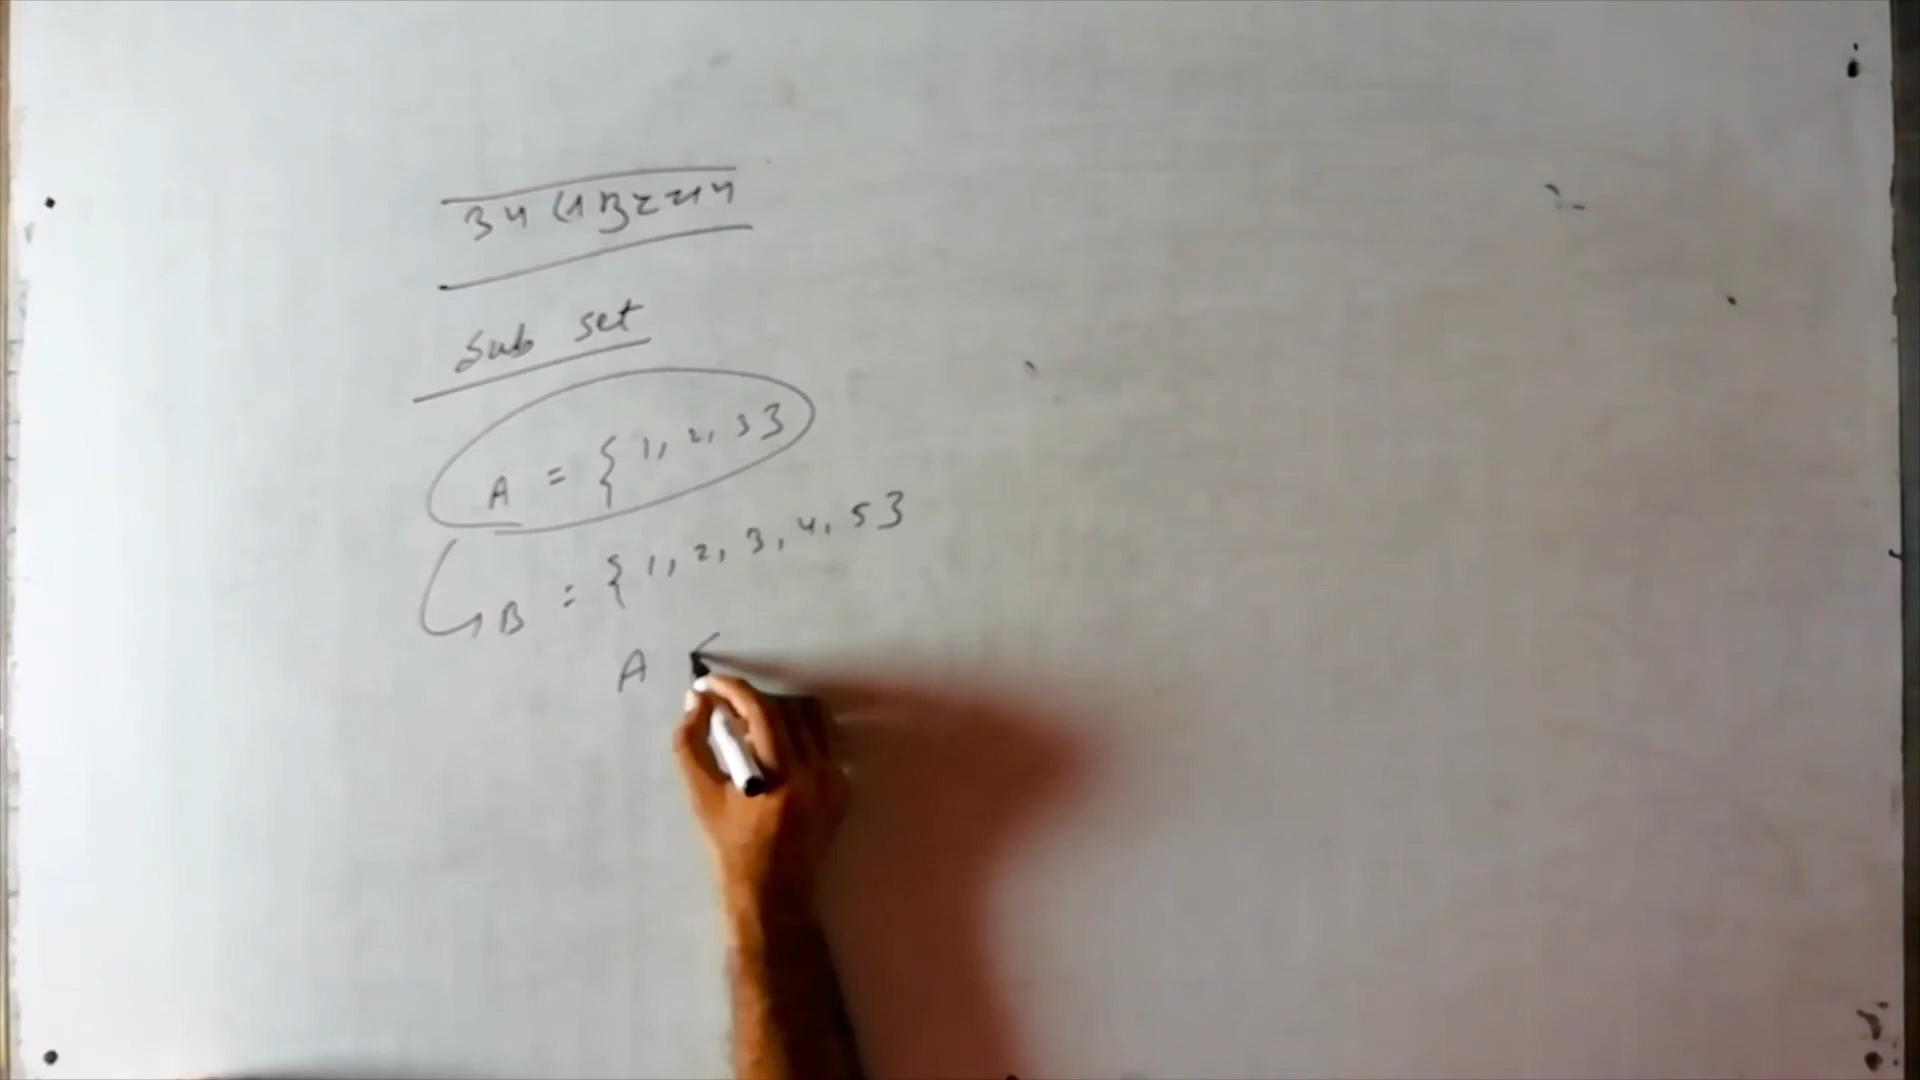 उपसमुच्चय
Sub set
A = {1, 2, 3}
B = {1, 2, 3, 4, 5}
A